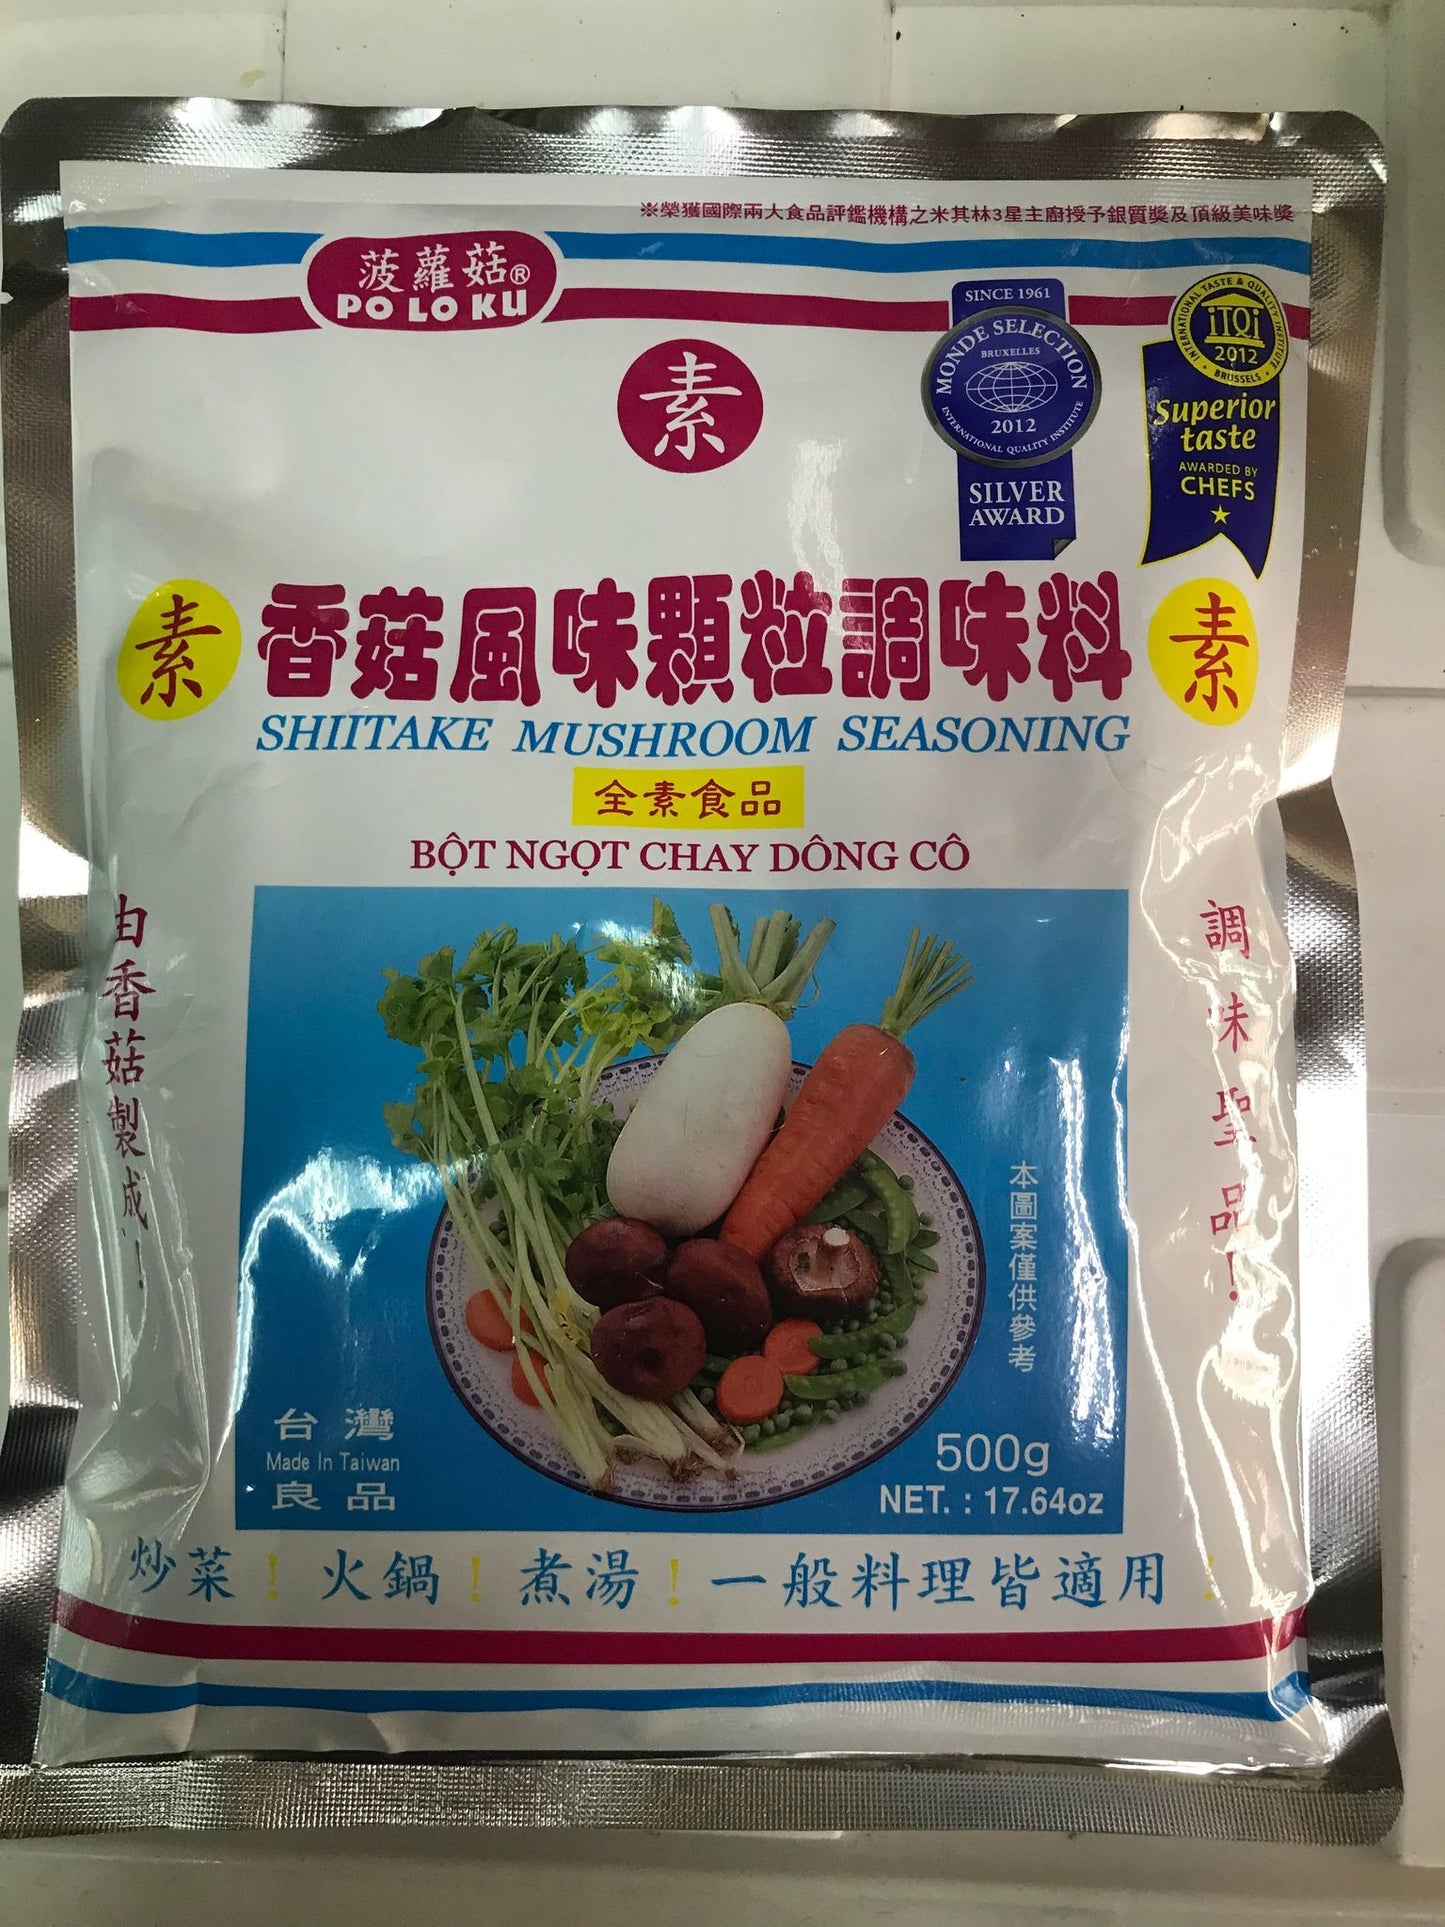 ※榮獲國際兩大食品評鑑機構之米其林3星主廚授予銀質獎及頂級美味獎
菠蘿菇®
PO LO KU
素
SINCE 1961
MONDE SELECTION
BRUXELLES
2012
INTERNATIONAL QUALITY INSTITUTE
SILVER
AWARD
INTERNATIONAL TASTE & QUALITY INSTITUTE
iTQi
2012
BRUSSELS
Superior
taste
AWARDED BY
CHEFS
素
香菇風味顆粒調味料
素
SHIITAKE MUSHROOM SEASONING
全素食品
BỘT NGỌT CHAY DÔNG CÔ
由香菇製成!
調味聖品!
本圖案僅供參考
台灣
Made In Taiwan
良品
500g
NET. : 17.64oz
炒菜!火鍋!煮湯!一般料理皆適用!